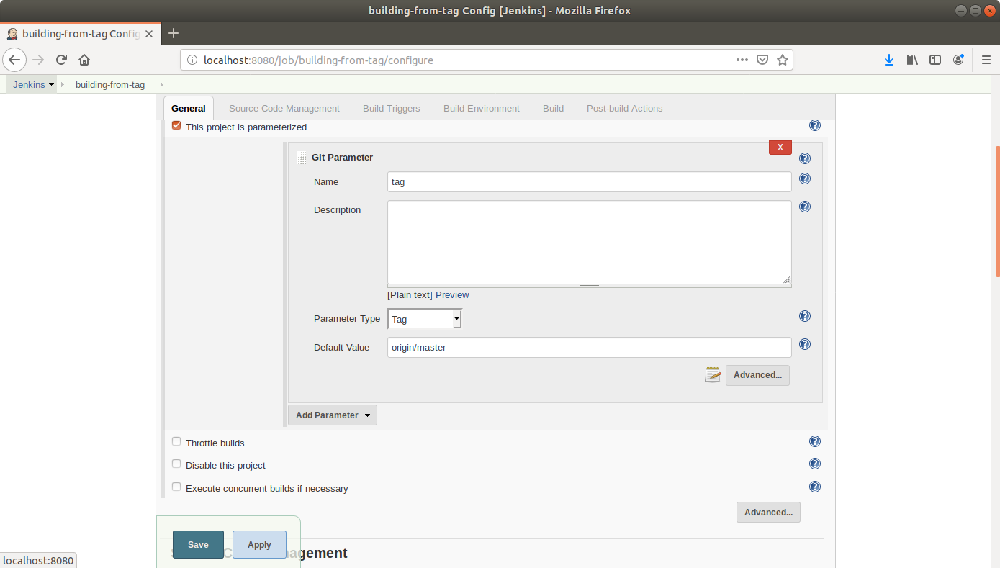 building-from-tag Config [Jenkins] - Mozilla Firefox
building-from-tag Config
localhost:8080/job/building-from-tag/configure
Jenkins building-from-tag
General Source Code Management Build Triggers Build Environment Build Post-build Actions
This project is parameterized
X
Git Parameter
Name tag
Description
[Plain text] Preview
Parameter Type Tag
Default Value origin/master
Advanced...
Add Parameter
Throttle builds
Disable this project
Execute concurrent builds if necessary
Advanced...
Save Apply
agement
localhost:8080